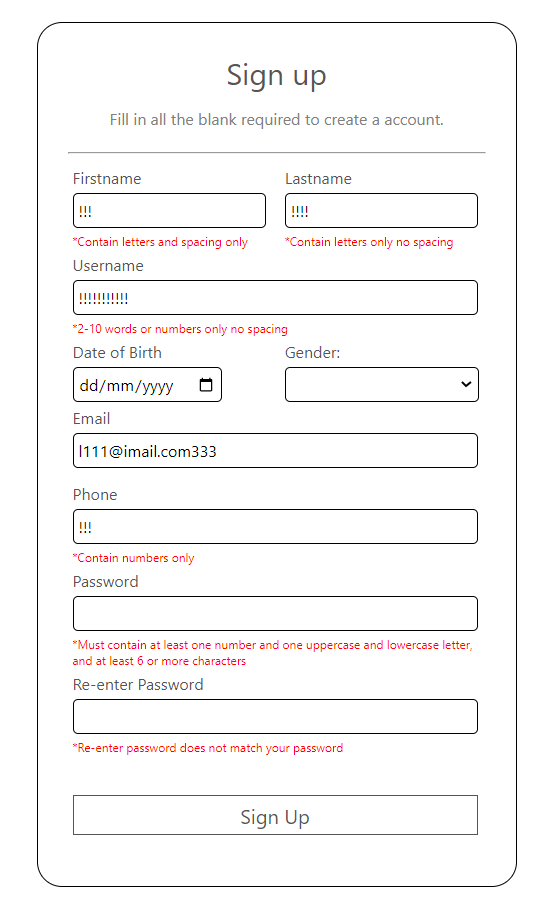 Sign up
Fill in all the blank required to create a account.
Firstname
Lastname
!!!
!!!!
*Contain letters and spacing only
*Contain letters only no spacing
Username
!!!!!!!!!!!
*2-10 words or numbers only no spacing
Date of Birth
Gender:
dd/mm/yyyy
Email
l111@imail.com333
Phone
!!!
*Contain numbers only
Password
*Must contain at least one number and one uppercase and lowercase letter,
and at least 6 or more characters
Re-enter Password
*Re-enter password does not match your password
Sign Up